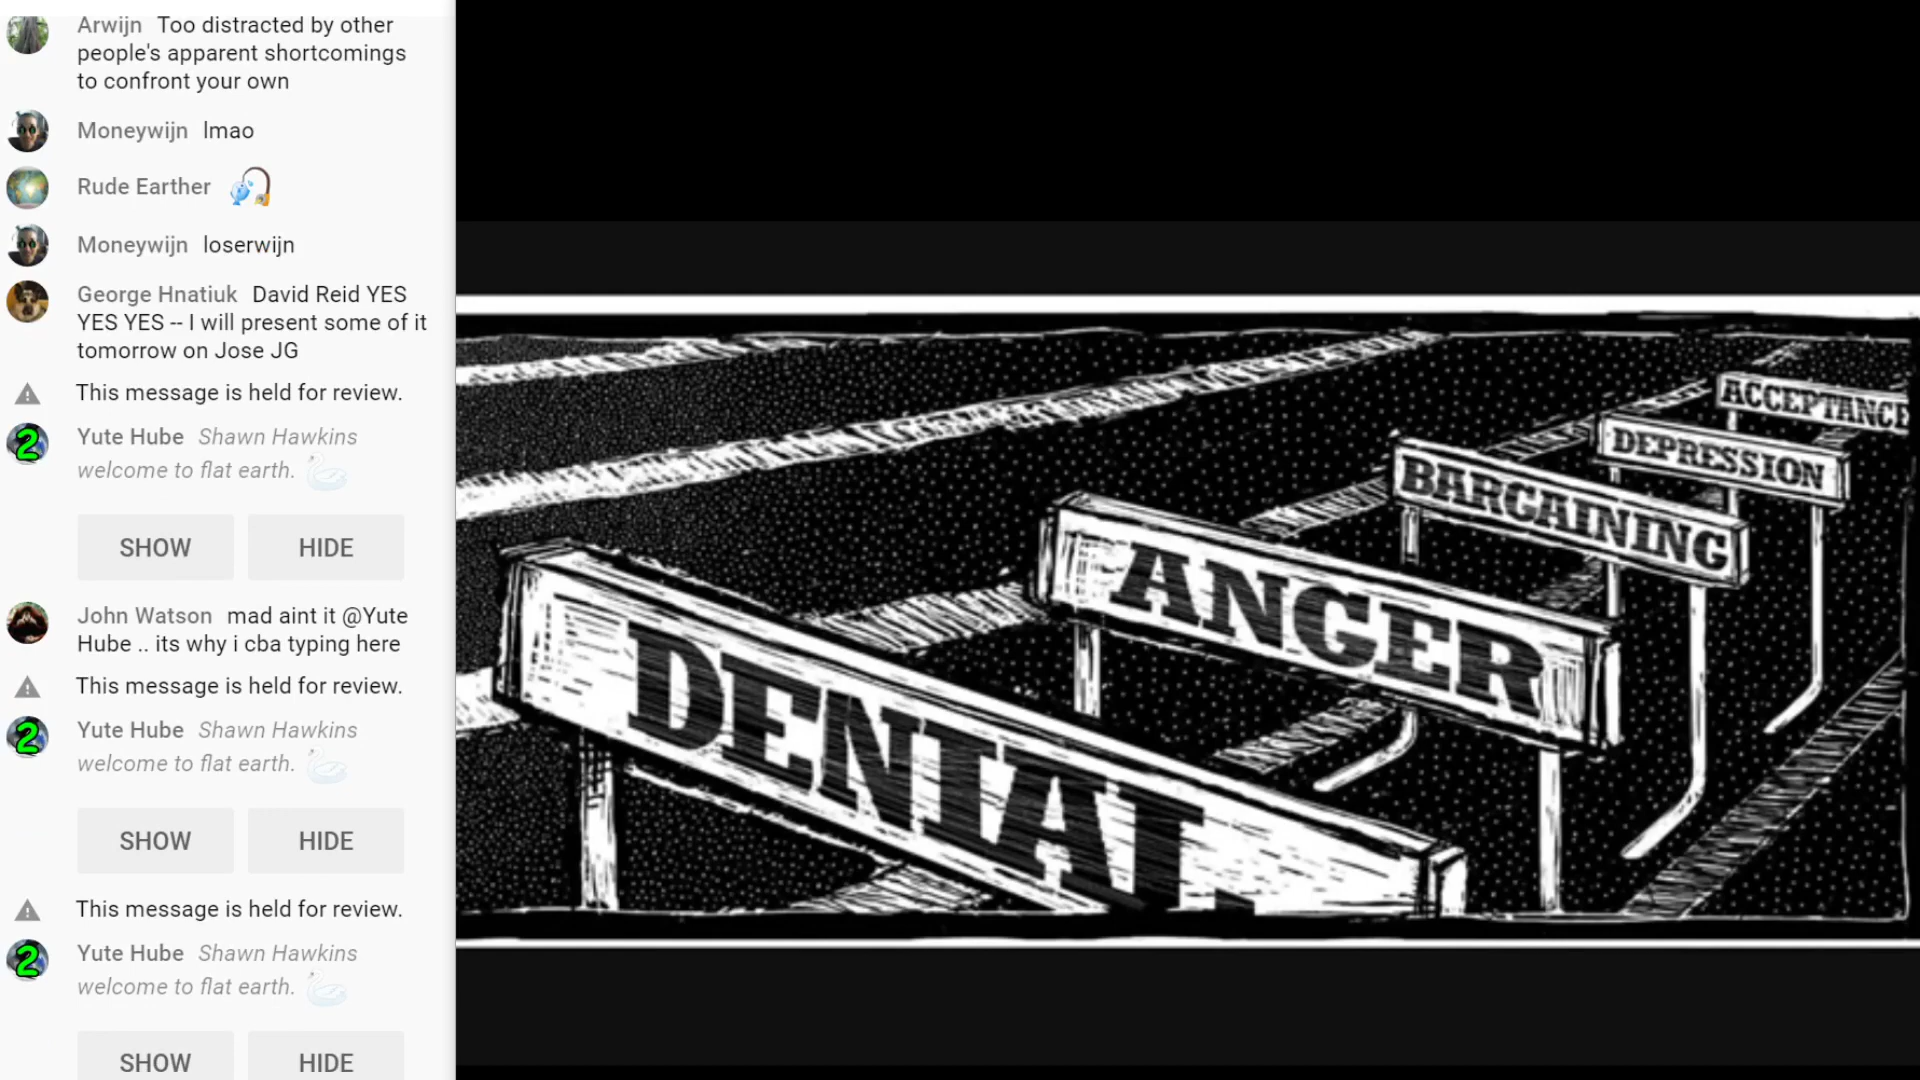 Arwijn Too distracted by other
people's apparent shortcomings
to confront your own
Moneywijn lmao
Rude Earther
Moneywijn loserwijn
George Hnatiuk David Reid YES
YES YES -- I will present some of it
tomorrow on Jose JG
This message is held for review.
Yute Hube Shawn Hawkins
welcome to flat earth.
SHOW HIDE
John Watson mad aint it @Yute
Hube .. its why i cba typing here
This message is held for review.
Yute Hube Shawn Hawkins
welcome to flat earth.
SHOW HIDE
This message is held for review.
Yute Hube Shawn Hawkins
welcome to flat earth.
SHOW HIDE
DENIAL
ANGER
BARGAINING
DEPRESSION
ACCEPTANCE
2
2
2